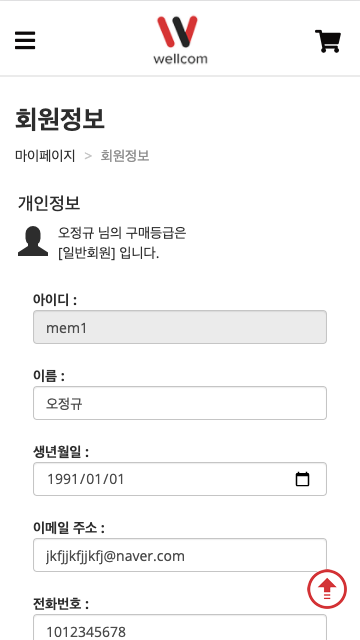 wellcom
회원정보
마이페이지 > 회원정보
개인정보
오정규 님의 구매등급은
[일반회원] 입니다.
아이디 :
mem1
이름 :
오정규
생년월일 :
1991/01/01
이메일 주소 :
jkfjjkfjjkfj@naver.com
전화번호 :
1012345678